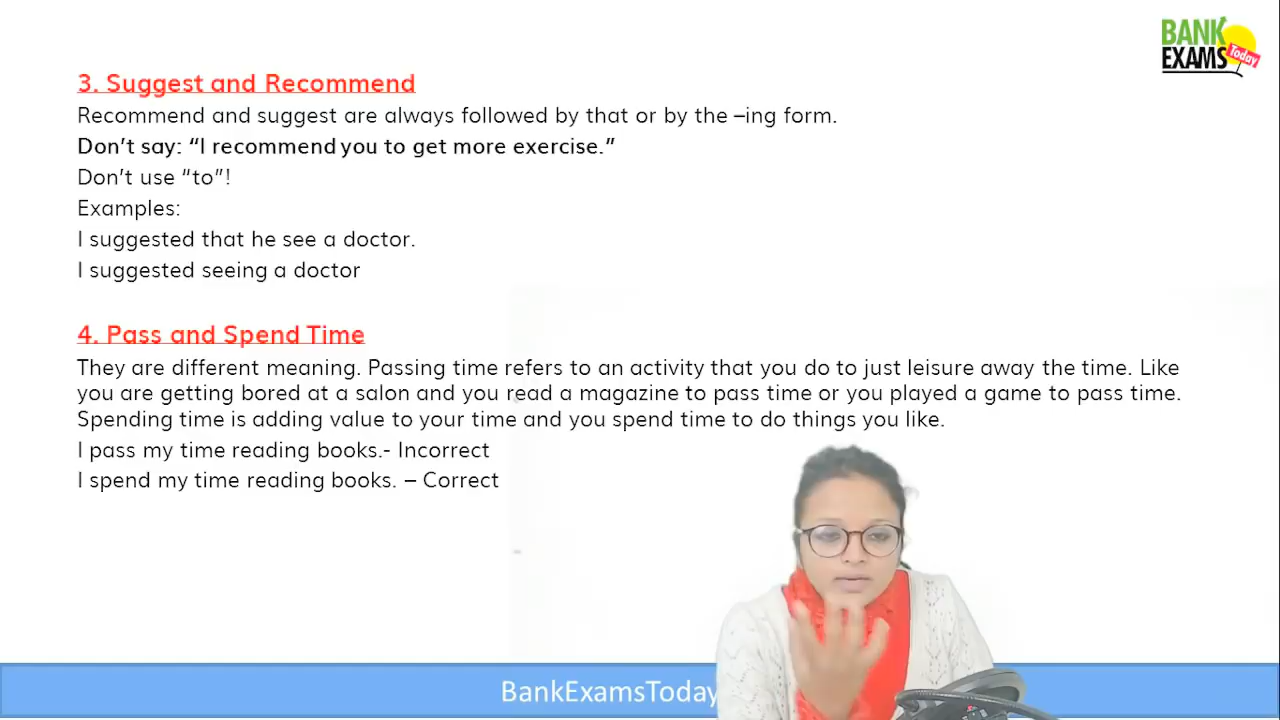 BANK
EXAMS
Today
3. Suggest and Recommend
Recommend and suggest are always followed by that or by the –ing form.
Don't say: “I recommend you to get more exercise.”
Don't use “to”!
Examples:
I suggested that he see a doctor.
I suggested seeing a doctor
4. Pass and Spend Time
They are different meaning. Passing time refers to an activity that you do to just leisure away the time. Like
you are getting bored at a salon and you read a magazine to pass time or you played a game to pass time.
Spending time is adding value to your time and you spend time to do things you like.
I pass my time reading books.- Incorrect
I spend my time reading books. – Correct
BankExamsToday